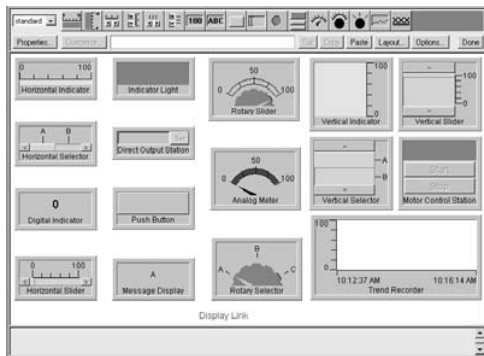 standard 100 ABC
Properties... Customize... Cut Copy Paste Layout... Options... Done
0 100
Horizontal Indicator
Indicator Light
0 50 100
Rotary Slider
100
0
Vertical Indicator
100
0
Vertical Slider
A B
Horizontal Selector
Set
Direct Output Station
0 50 100
Analog Meter
A
B
Vertical Selector
Start
Stop
Motor Control Station
0
Digital Indicator
Push Button
0 100
Horizontal Slider
A
Message Display
A B C
Rotary Selector
100
0
10:12:37 AM 10:16:14 AM
Trend Recorder
Display Link